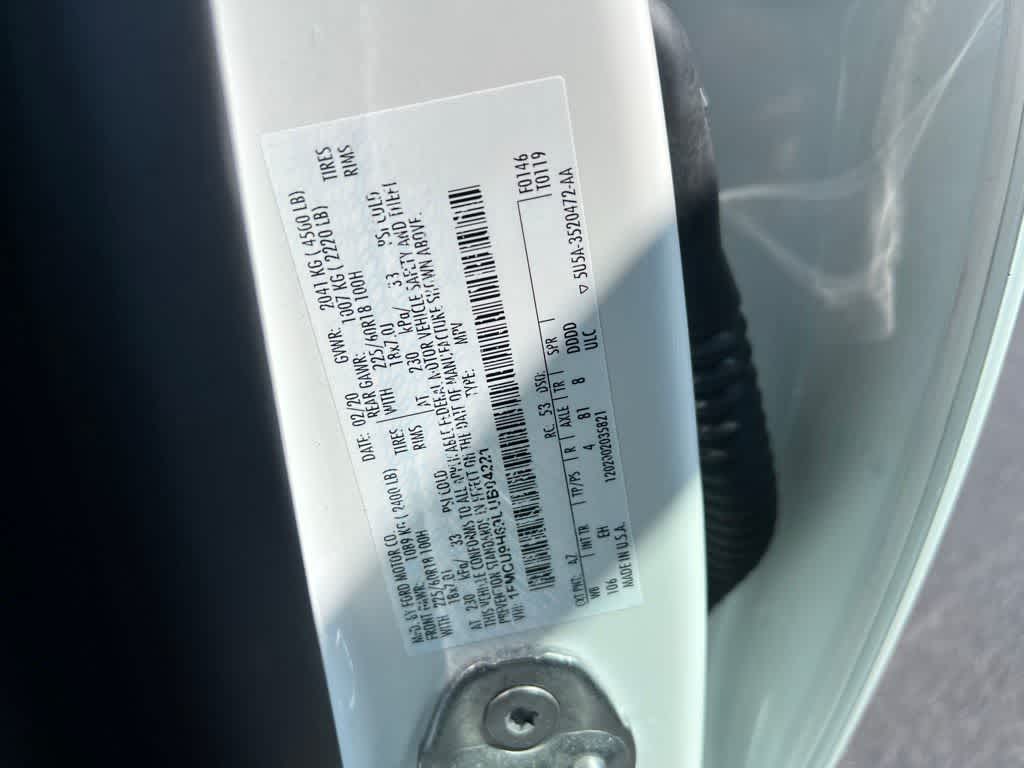 MFD. BY FORD MOTOR CO. DATE: 02/20 GVWR: 2041 KG ( 4500 LB)
FRONT GAWR: 1089 KG ( 2400 LB) REAR GAWR: 1007 KG ( 2220 LB)
WITH 225/60R18 100H TIRES WITH 225/60R18 100H TIRES
18x7.0J RIMS 18x7.0J RIMS
AT 230 kPa/ 33 PSI COLD AT 230 kPa/ 33 PSI COLD
THIS VEHICLE CONFORMS TO ALL APPLICABLE FEDERAL MOTOR VEHICLE SAFETY AND THEFT
PREVENTION STANDARDS IN EFFECT ON THE DATE OF MANUFACTURE SHOWN ABOVE.
VIN: TYPE: MPV
F0146
T0119
EXT PNT: AZ RC: 53 DSO:
WB INT TR TP/PS R AXLE TR SPR
106 EH 4 B1 8 DDDD
1202002035821 ULC
MADE IN U.S.A. ▽ 5U5A-3520472-AA